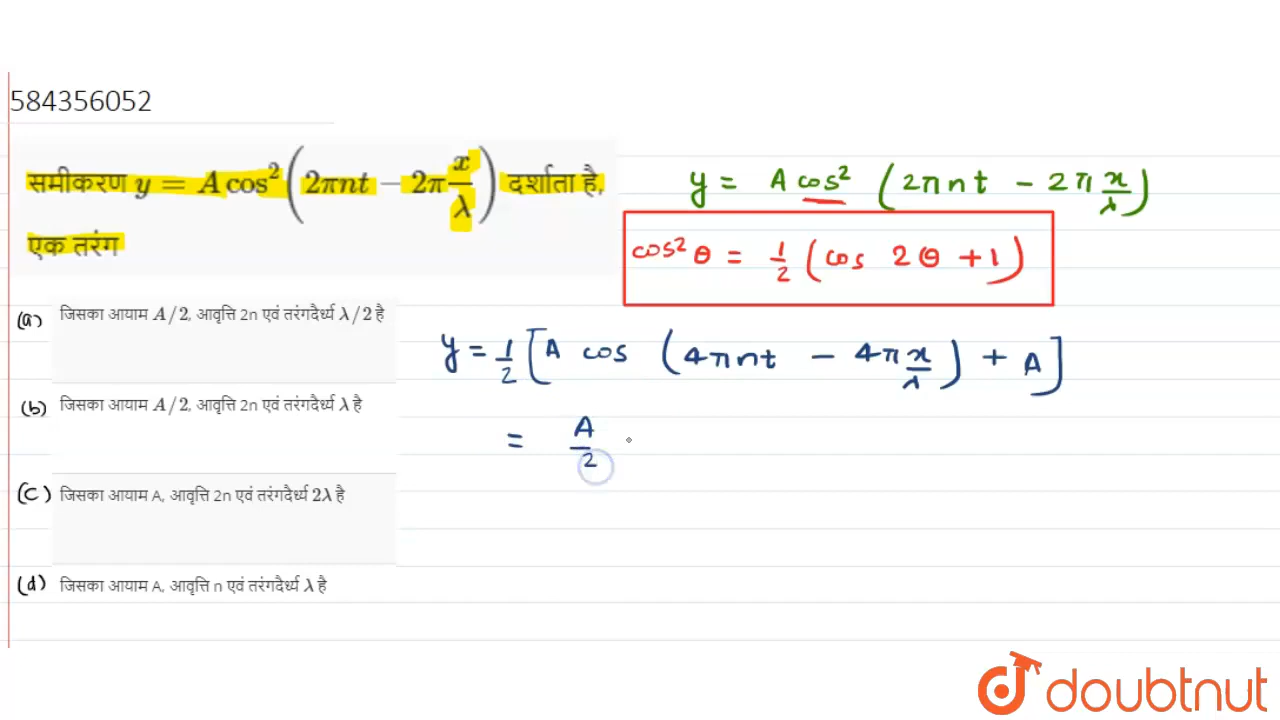 584356052
समीकरण y = A cos²(2πnt − 2π x/λ) दर्शाता है,
एक तरंग
(a) जिसका आयाम A/2, आवृत्ति 2n एवं तरंगदैर्ध्य λ/2 है
(b) जिसका आयाम A/2, आवृत्ति 2n एवं तरंगदैर्ध्य λ है
(c) जिसका आयाम A, आवृत्ति 2n एवं तरंगदैर्ध्य 2λ है
(d) जिसका आयाम A, आवृत्ति n एवं तरंगदैर्ध्य λ है
y = A cos² (2πnt − 2π x/λ)
cos²θ = 1/2 (cos 2θ + 1)
y = 1/2 [A cos (4πnt − 4π x/λ) + A]
= A/2
doubtnut